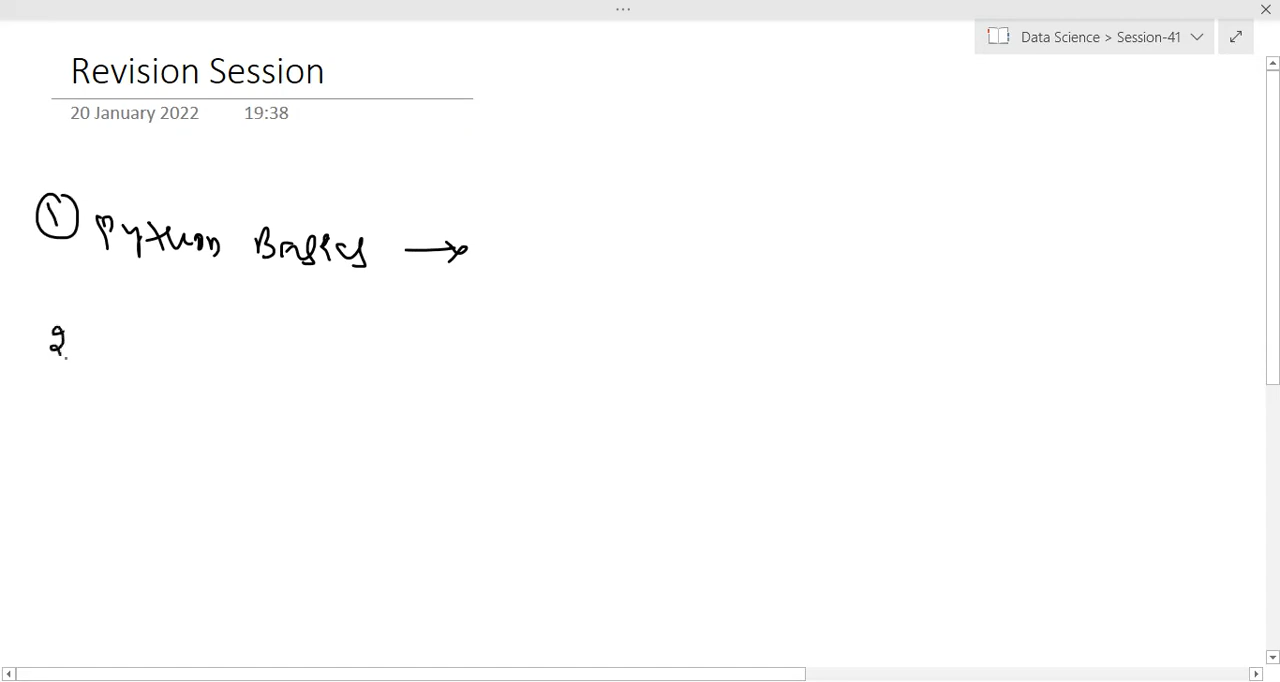 Data Science > Session-41
Revision Session
20 January 2022 19:38
① Python Basics →
2